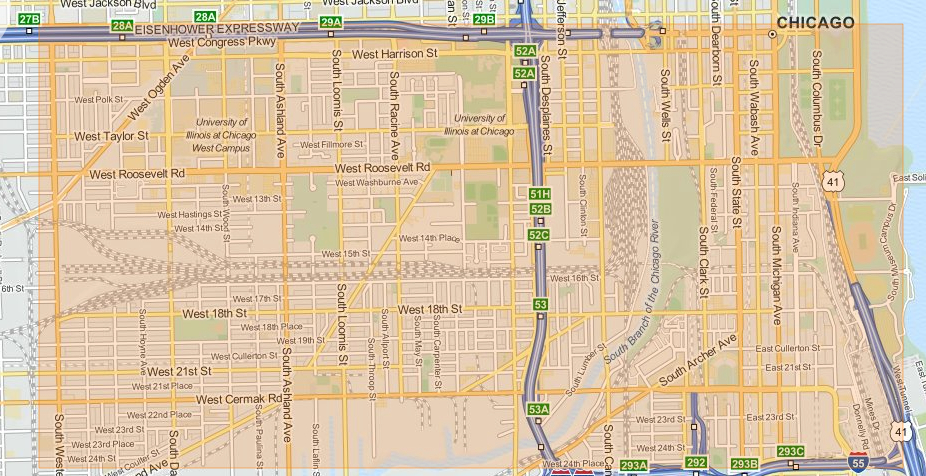 West Jackson Blvd
West Jackson Blvd
27B
28A
28A
29A
29B
EISENHOWER EXPRESSWAY
West Congress Pkwy
CHICAGO
West Harrison St
52A
52A
West Ogden Ave
West Polk St
South Ashland Ave
South Loomis St
South Racine Ave
South Desplaines St
South Wells St
South Dearborn St
South Wabash Ave
South Columbus Dr
University of
Illinois at Chicago
West Campus
University of
Illinois at Chicago
West Taylor St
West Fillmore St
West Roosevelt Rd
West Roosevelt Rd
West Washburne Ave
41
South Wood St
West 13th St
West Hastings St
West 14th St
West 14th Place
West 15th St
West 16th St
51H
52B
52C
South Clinton St
South Federal St
South State St
South Indiana Ave
South Museum Campus Dr
South Clark St
South Michigan Ave
South Branch of the Chicago River
West 17th St
West 18th St
West 18th St
West 18th Place
West 19th St
53
South Hoyne Ave
South Loomis St
South Allport St
South May St
South Carpenter St
South Throop St
West Cullerton St
West 21st St
West 21st Place
South Lumber St
South Archer Ave
East Cullerton St
East 21st St
West Cermak Rd
South Ashland Ave
53A
West 22nd Place
West 23rd St
West 23rd Place
West 24th St
West Coulter St
West 23rd St
East 23rd St
East 24th St
West 24th Place
293A
292
293B
293C
55
41